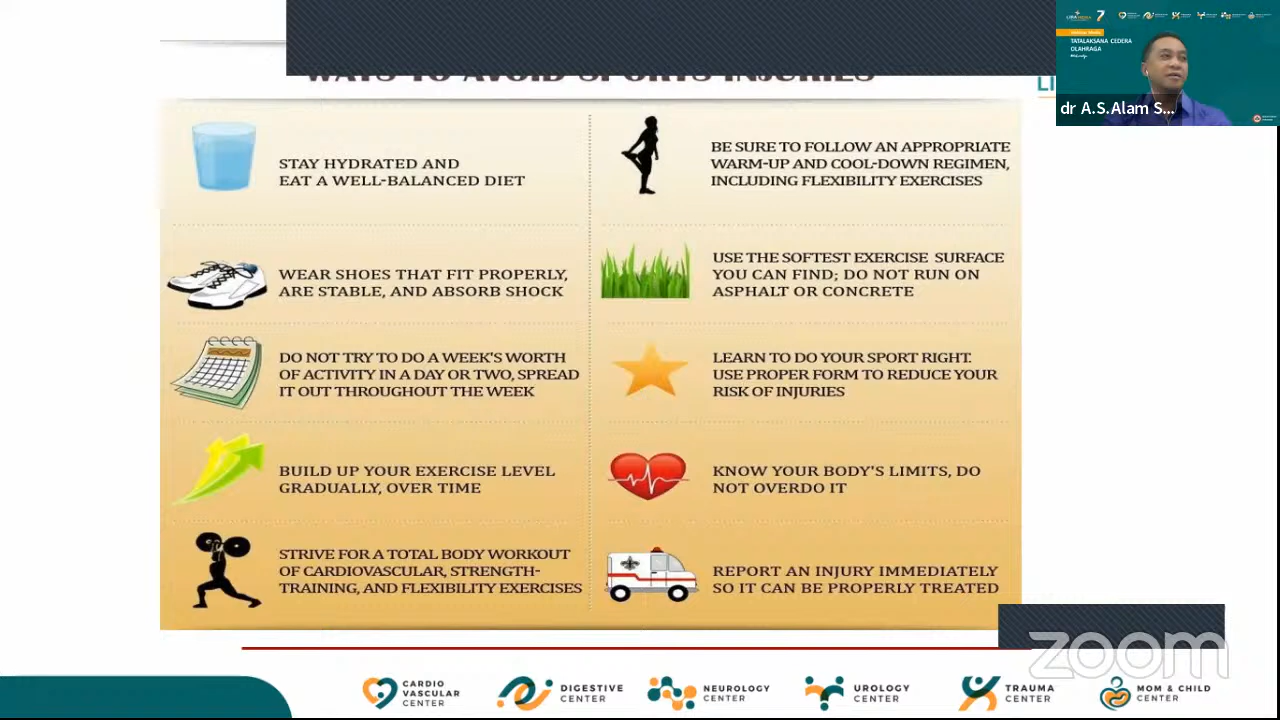 WAYS TO AVOID SPORTS INJURIES
STAY HYDRATED AND
EAT A WELL-BALANCED DIET
BE SURE TO FOLLOW AN APPROPRIATE
WARM-UP AND COOL-DOWN REGIMEN,
INCLUDING FLEXIBILITY EXERCISES
WEAR SHOES THAT FIT PROPERLY,
ARE STABLE, AND ABSORB SHOCK
USE THE SOFTEST EXERCISE SURFACE
YOU CAN FIND; DO NOT RUN ON
ASPHALT OR CONCRETE
DO NOT TRY TO DO A WEEK'S WORTH
OF ACTIVITY IN A DAY OR TWO, SPREAD
IT OUT THROUGHOUT THE WEEK
LEARN TO DO YOUR SPORT RIGHT.
USE PROPER FORM TO REDUCE YOUR
RISK OF INJURIES
BUILD UP YOUR EXERCISE LEVEL
GRADUALLY, OVER TIME
KNOW YOUR BODY'S LIMITS, DO
NOT OVERDO IT
STRIVE FOR A TOTAL BODY WORKOUT
OF CARDIOVASCULAR, STRENGTH-
TRAINING, AND FLEXIBILITY EXERCISES
REPORT AN INJURY IMMEDIATELY
SO IT CAN BE PROPERLY TREATED
TATALAKSANA CEDERA
OLAHRAGA
dr A.S.Alam S...
LI
zoom
CARDIO
VASCULAR
CENTER
DIGESTIVE
CENTER
NEUROLOGY
CENTER
UROLOGY
CENTER
TRAUMA
CENTER
MOM & CHILD
CENTER